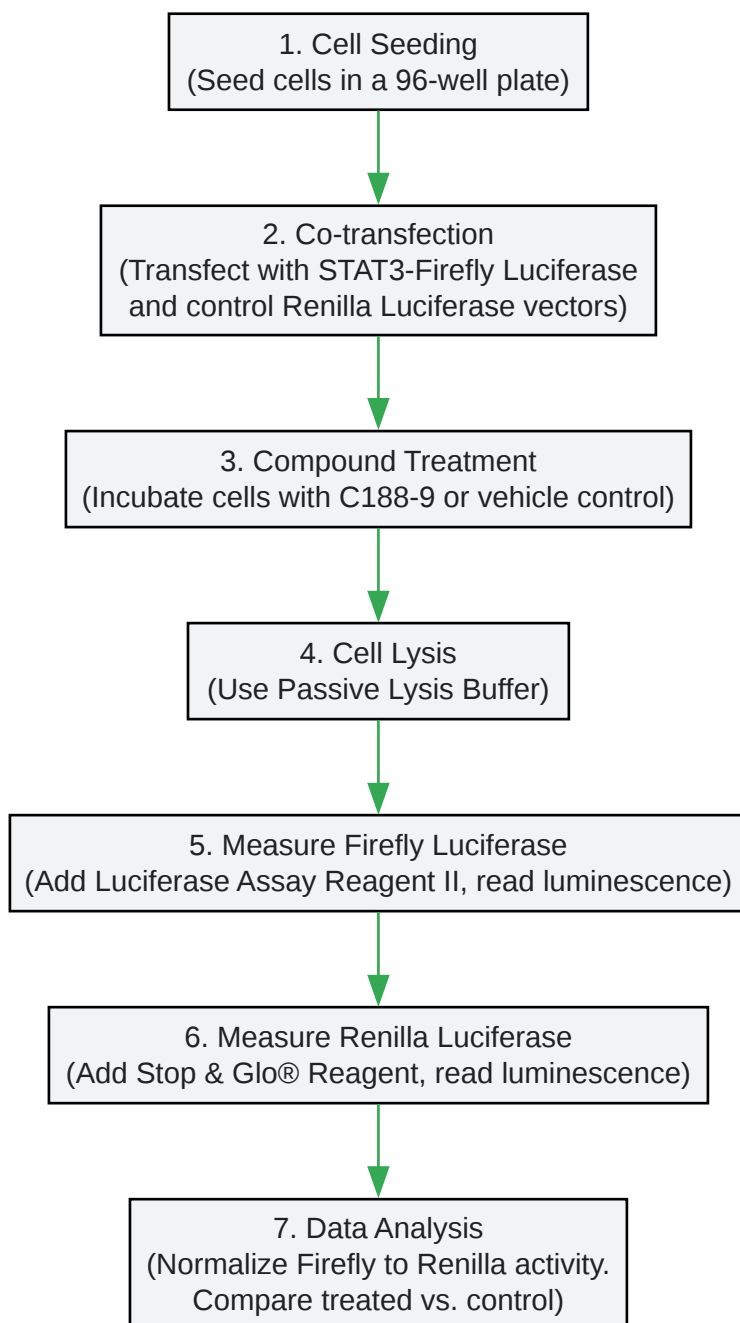 1. Cell Seeding
(Seed cells in a 96-well plate)
2. Co-transfection
(Transfect with STAT3-Firefly Luciferase
and control Renilla Luciferase vectors)
3. Compound Treatment
(Incubate cells with C188-9 or vehicle control)
4. Cell Lysis
(Use Passive Lysis Buffer)
5. Measure Firefly Luciferase
(Add Luciferase Assay Reagent II, read luminescence)
6. Measure Renilla Luciferase
(Add Stop & Glo® Reagent, read luminescence)
7. Data Analysis
(Normalize Firefly to Renilla activity.
Compare treated vs. control)